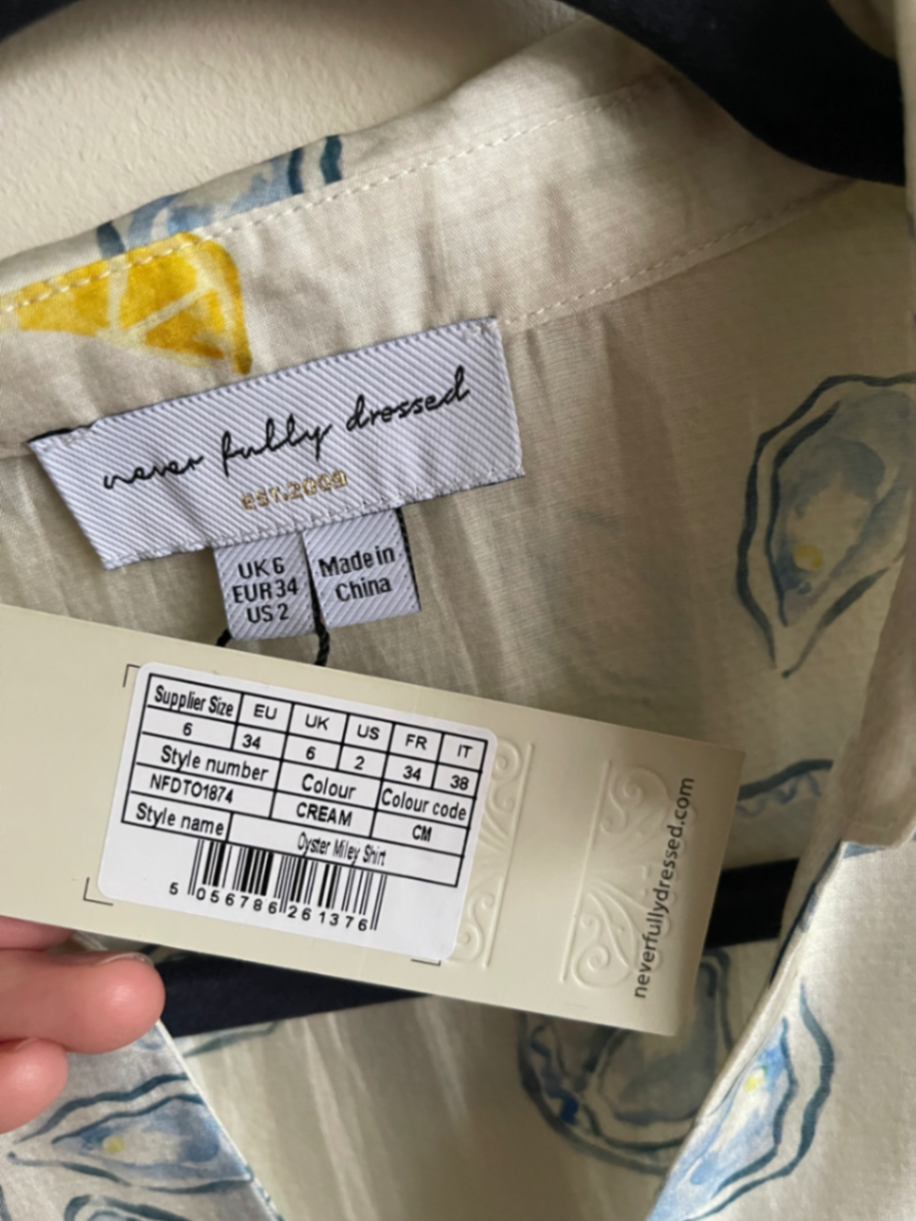 never fully dressed
EST.2009
UK 6
EUR 34
US 2
Made in
China
Supplier Size EU UK US FR IT
6 34 6 2 34 38
Style number Colour Colour code
NFDTO1874 CREAM CM
Style name Oyster Miley Shirt
5 056786 261376
neverfullydressed.com